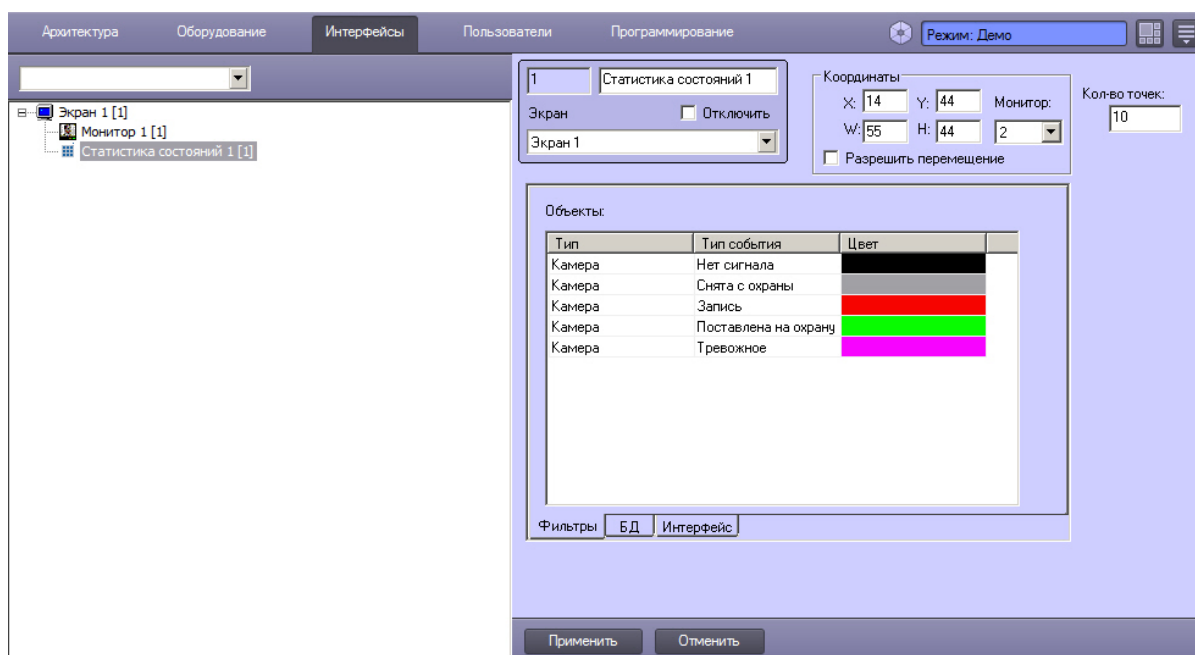 Архитектура Оборудование Интерфейсы Пользователи Программирование Режим: Демо
Экран 1 [1]
Монитор 1 [1]
Статистика состояний 1 [1]
1 Статистика состояний 1
Экран Отключить
Экран 1
Координаты
X: 14 Y: 44 Монитор:
W: 55 H: 44 2
Разрешить перемещение
Кол-во точек:
10
Объекты:
Тип Тип события Цвет
Камера Нет сигнала
Камера Снята с охраны
Камера Запись
Камера Поставлена на охрану
Камера Тревожное
Фильтры БД Интерфейс
Применить Отменить